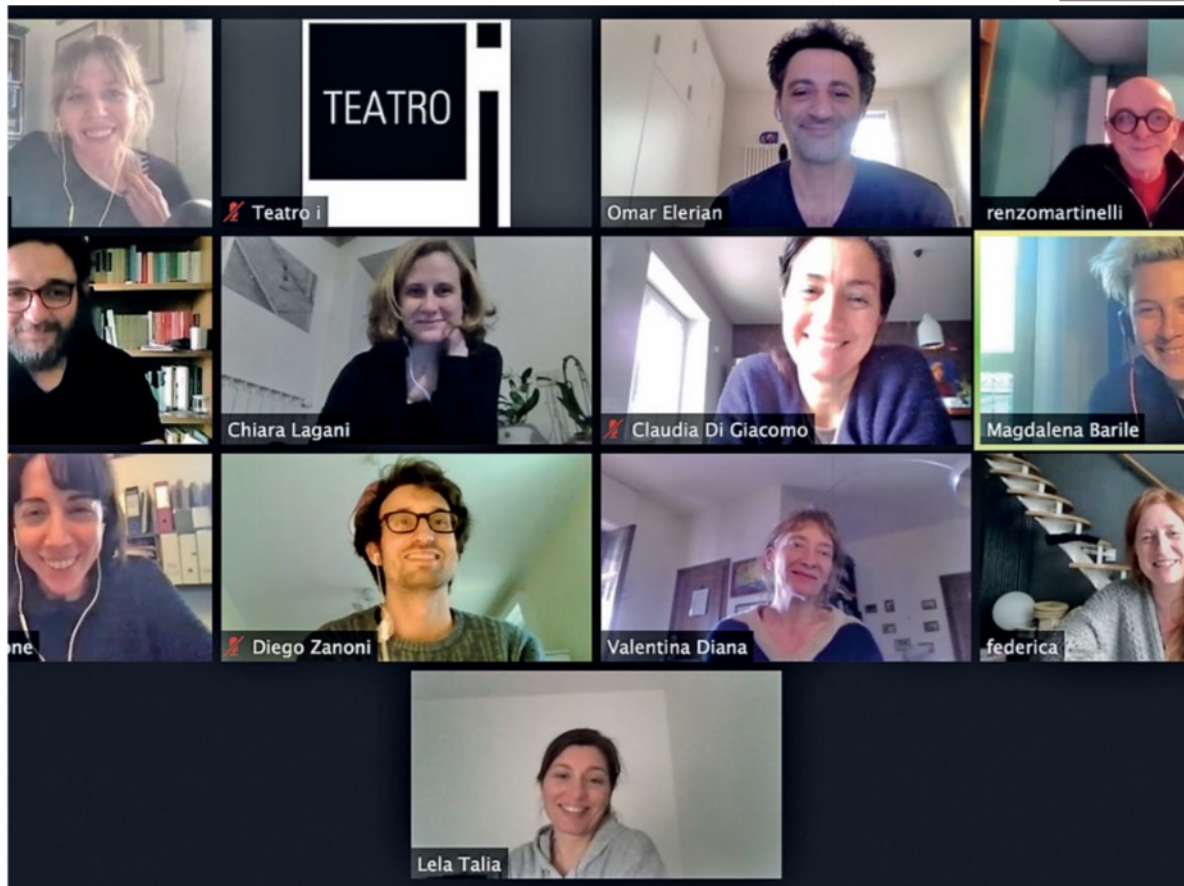 TEATRO
i
Teatro i
Omar Elerian
renzomartinelli
Chiara Lagani
Claudia Di Giacomo
Magdalena Barile
one
Diego Zanoni
Valentina Diana
federica
Lela Talia